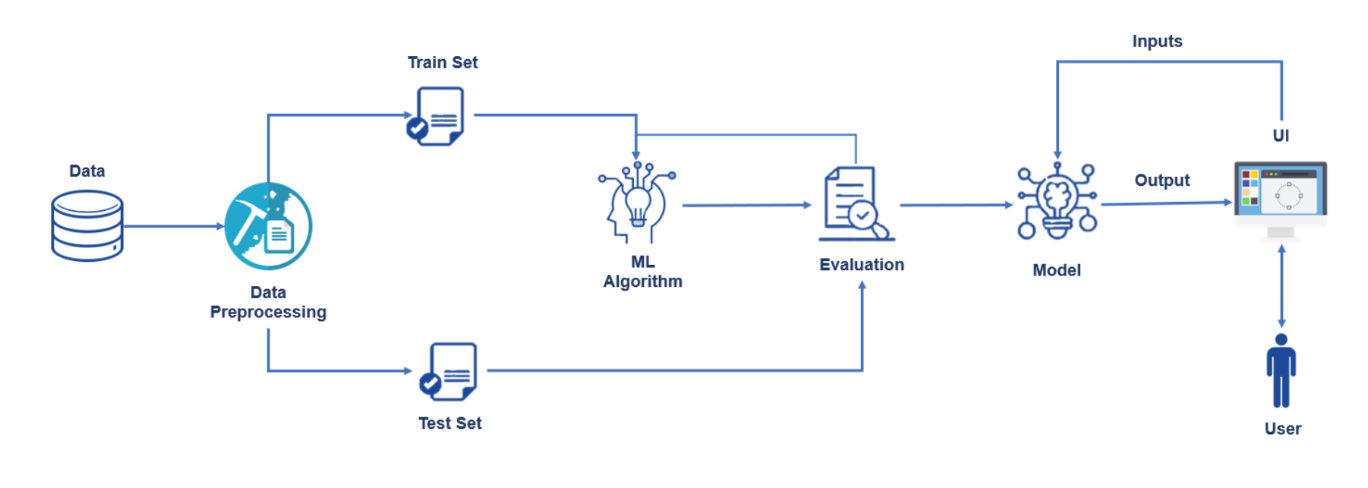 Inputs
Train Set
UI
Data
Output
ML
Algorithm
Evaluation
Model
Data
Preprocessing
Test Set
User